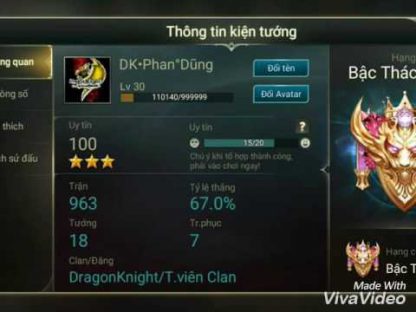 Thông tin kiện tướng
ng quan
ông số
thích
ch sử đấu
DK•Phan°Dũng
Lv 30
110140/999999
Đổi tên
Đổi Avatar
Uy tín
100
Uy tín
?
15/20
Chú ý khi tổ hợp thành công,
phải vào chơi ngay!
Trận
963
Tỷ lệ thắng
67.0%
Tướng
18
Tr.phục
7
Clan/Đảng
DragonKnight/T.viên Clan
Hạng
Bậc Thác
Hạng c
Bậc T
Made With
VivaVideo